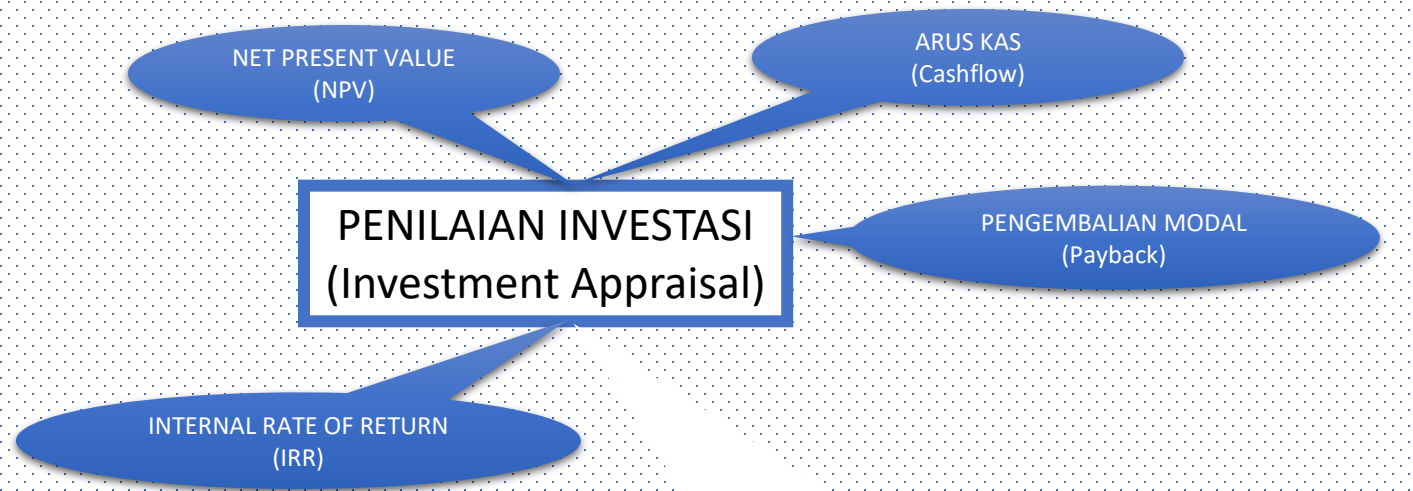 NET PRESENT VALUE
(NPV)
ARUS KAS
(Cashflow)
PENILAIAN INVESTASI
(Investment Appraisal)
PENGEMBALIAN MODAL
(Payback)
INTERNAL RATE OF RETURN
(IRR)